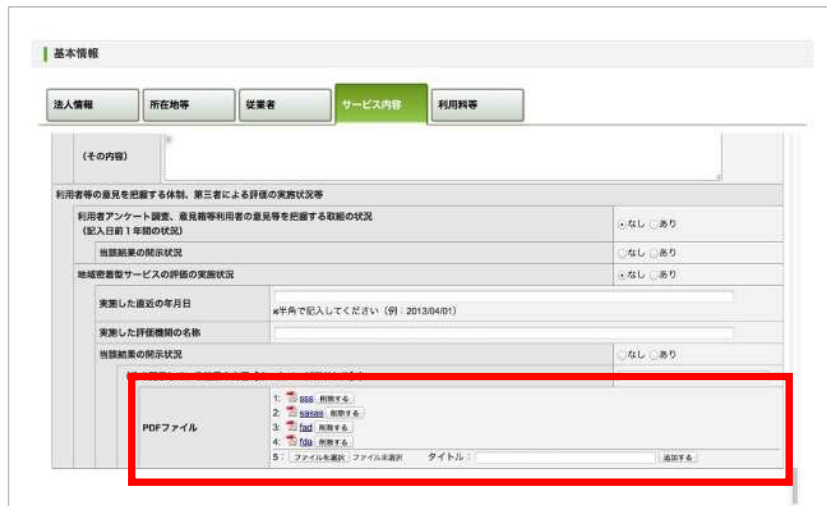 基本情報
法人情報 所在地等 従業者 サービス内容 利用料等
(その内容)
利用者等の意見を把握する体制、第三者による評価の実施状況等
利用者アンケート調査、意見箱等利用者の意見等を把握する取組の状況
(記入日前1年間の状況)
なし あり
当該結果の開示状況 なし あり
地域密着型サービスの評価の実施状況 なし あり
実施した直近の年月日
※半角で記入してください(例:2013/04/01)
実施した評価機関の名称
当該結果の開示状況 なし あり
PDFファイル
1: sss 削除する
2: sasas 削除する
3: fad 削除する
4: fda 削除する
5: ファイルを選択 ファイル未選択 タイトル: 追加する